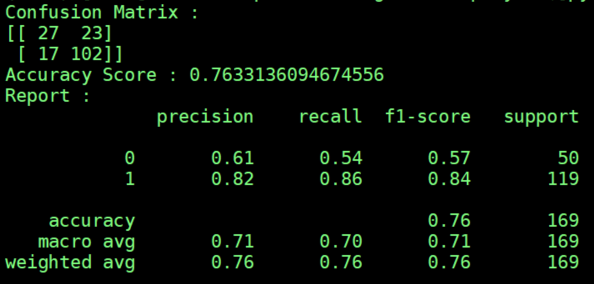 Confusion Matrix :
[[ 27  23]
 [ 17 102]]
Accuracy Score : 0.7633136094674556
Report :
              precision    recall  f1-score   support

           0       0.61      0.54      0.57        50
           1       0.82      0.86      0.84       119

    accuracy                           0.76       169
   macro avg       0.71      0.70      0.71       169
weighted avg       0.76      0.76      0.76       169